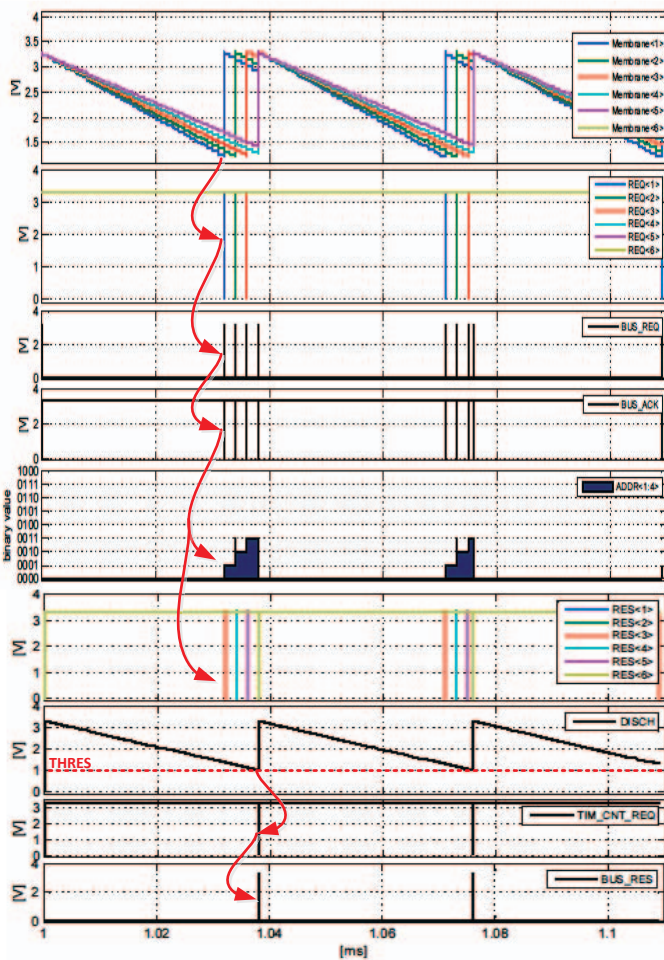 4
3.5
3
2.5
2
1.5
[V]
Membrane<1>
Membrane<2>
Membrane<3>
Membrane<4>
Membrane<5>
Membrane<6>
4
3
2
1
0
[V]
REQ<1>
REQ<2>
REQ<3>
REQ<4>
REQ<5>
REQ<6>
4
2
0
[V]
BUS_REQ
4
2
0
[V]
BUS_ACK
1000
0111
0110
0101
0100
0011
0010
0001
0000
binary value
ADDR<1:4>
4
3
2
1
0
[V]
RES<1>
RES<2>
RES<3>
RES<4>
RES<5>
RES<6>
4
3
2
1
0
[V]
DISCH
THRES
3
2
1
0
[V]
TIM_CNT_REQ
4
2
0
[V]
BUS_RES
1 1.02 1.04 1.06 1.08 1.1
[ms]